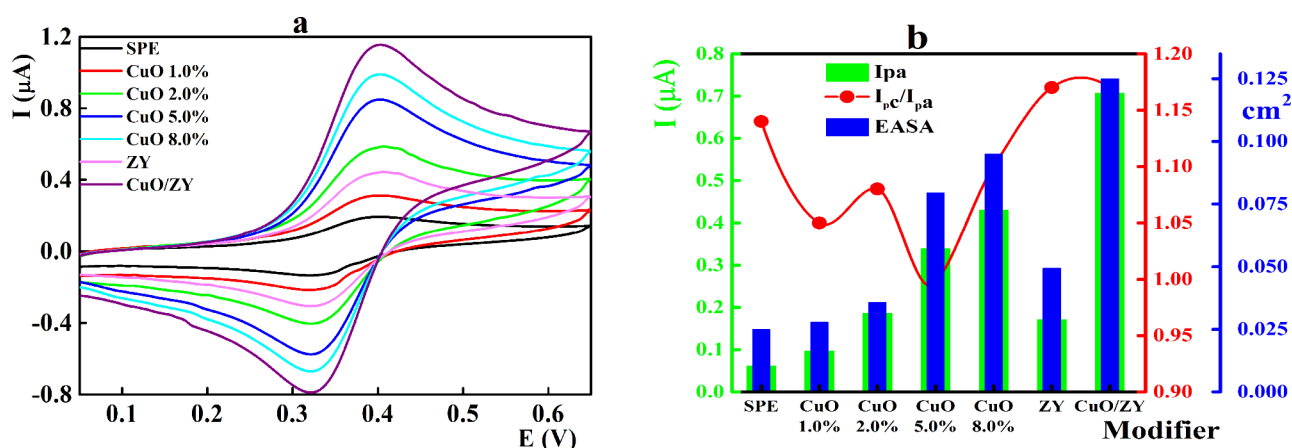 a
I (µA)
1.2
0.8
0.4
0.0
-0.4
-0.8
SPE
CuO 1.0%
CuO 2.0%
CuO 5.0%
CuO 8.0%
ZY
CuO/ZY
0.1 0.2 0.3 0.4 0.5 0.6
E (V)
b
I (µA)
0.8
0.7
0.6
0.5
0.4
0.3
0.2
0.1
0.0
Ipa
Ipc/Ipa
EASA
1.20
1.15
1.10
1.05
1.00
0.95
0.90
0.125
cm²
0.100
0.075
0.050
0.025
0.000
SPE CuO CuO CuO CuO ZY CuO/ZY
1.0% 2.0% 5.0% 8.0%
Modifier